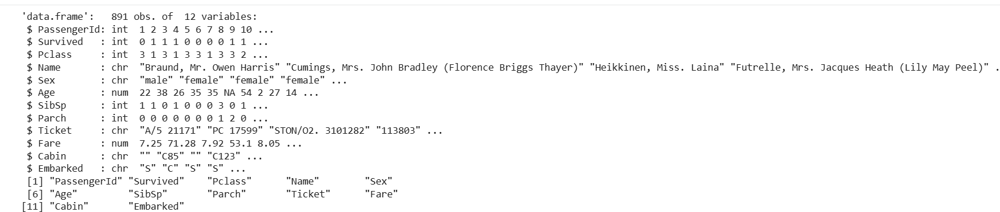 'data.frame':   891 obs. of  12 variables:
 $ PassengerId: int  1 2 3 4 5 6 7 8 9 10 ...
 $ Survived   : int  0 1 1 1 0 0 0 0 1 1 ...
 $ Pclass     : int  3 1 3 1 3 3 1 3 3 2 ...
 $ Name       : chr  "Braund, Mr. Owen Harris" "Cumings, Mrs. John Bradley (Florence Briggs Thayer)" "Heikkinen, Miss. Laina" "Futrelle, Mrs. Jacques Heath (Lily May Peel)" .
 $ Sex        : chr  "male" "female" "female" "female" ...
 $ Age        : num  22 38 26 35 35 NA 54 2 27 14 ...
 $ SibSp      : int  1 1 0 1 0 0 0 3 0 1 ...
 $ Parch      : int  0 0 0 0 0 0 0 1 2 0 ...
 $ Ticket     : chr  "A/5 21171" "PC 17599" "STON/O2. 3101282" "113803" ...
 $ Fare       : num  7.25 71.28 7.92 53.1 8.05 ...
 $ Cabin      : chr  "" "C85" "" "C123" ...
 $ Embarked   : chr  "S" "C" "S" "S" ...
 [1] "PassengerId" "Survived"    "Pclass"      "Name"        "Sex"
 [6] "Age"         "SibSp"       "Parch"       "Ticket"      "Fare"
[11] "Cabin"       "Embarked"